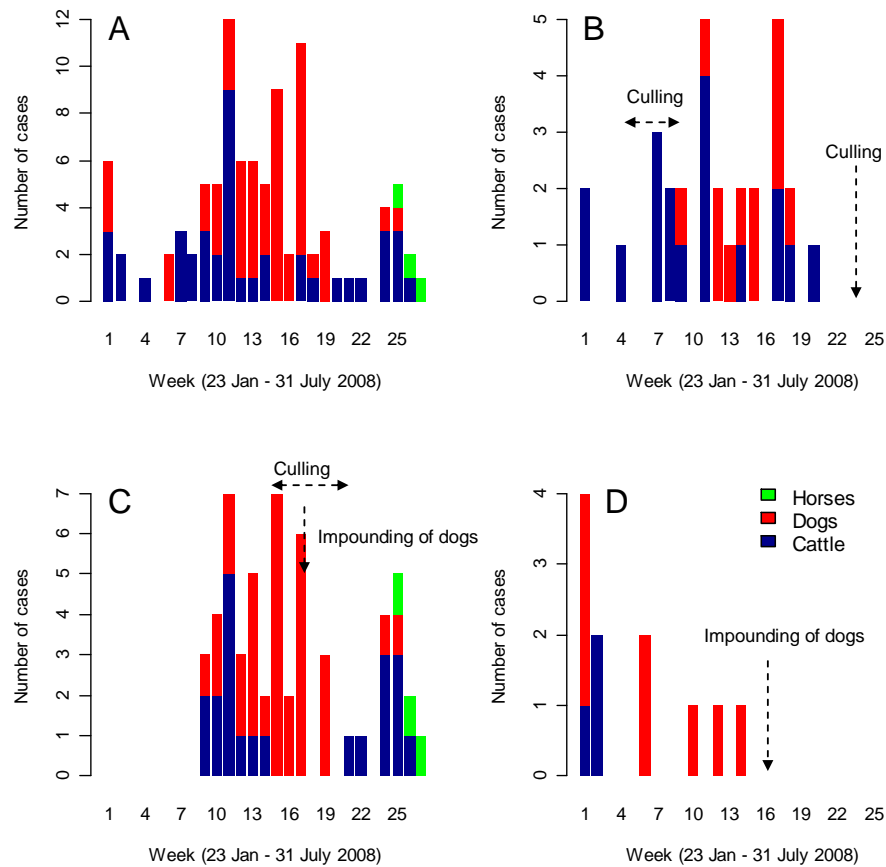 A
Number of cases
12
10
8
6
4
2
0
1 4 7 10 13 16 19 22 25
Week (23 Jan - 31 July 2008)
B
Number of cases
5
4
3
2
1
0
Culling
Culling
1 4 7 10 13 16 19 22 25
Week (23 Jan - 31 July 2008)
C
Number of cases
7
6
5
4
3
2
1
0
Culling
Impounding of dogs
1 4 7 10 13 16 19 22 25
Week (23 Jan - 31 July 2008)
D
Number of cases
4
3
2
1
0
Horses
Dogs
Cattle
Impounding of dogs
1 4 7 10 13 16 19 22 25
Week (23 Jan - 31 July 2008)